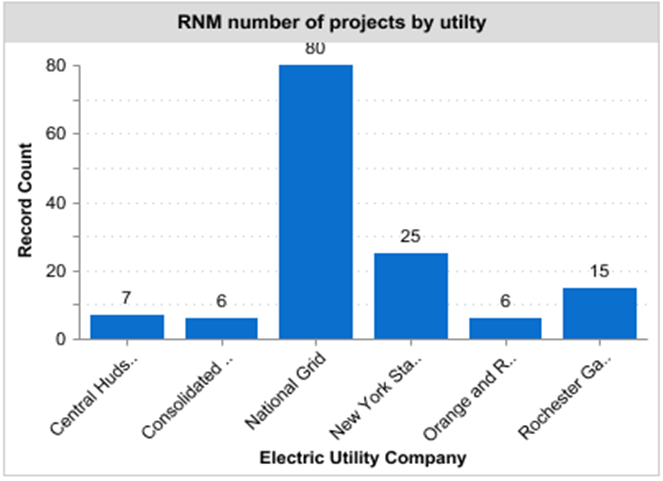 RNM number of projects by utilty
80
80
60
40
20
0
Record Count
7
6
25
6
15
Central Huds..
Consolidated ..
National Grid
New York Sta..
Orange and R..
Rochester Ga..
Electric Utility Company